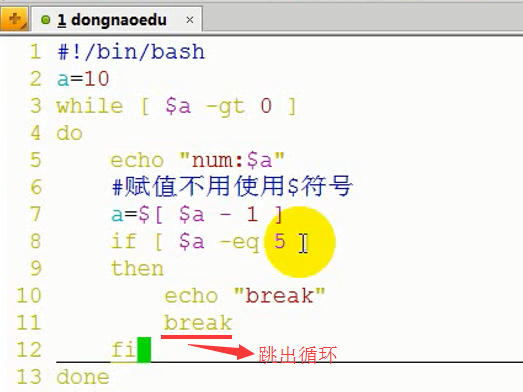 1 dongnaoedu ×
1 #!/bin/bash
2 a=10
3 while [ $a -gt 0 ]
4 do
5 echo "num:$a"
6 #赋值不用使用$符号
7 a=$[ $a - 1 ]
8 if [ $a -eq 5 ]
9 then
10 echo "break"
11 break
12 fi
跳出循环
13 done